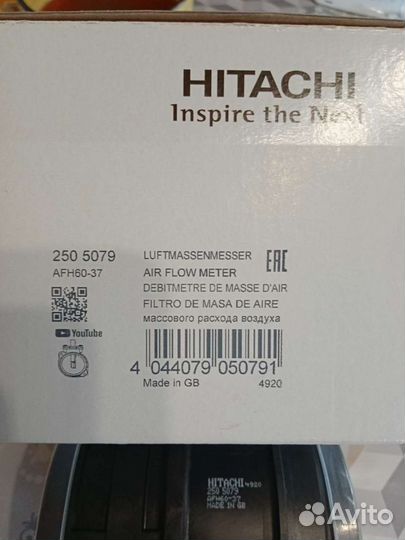 HITACHI
Inspire the Next
250 5079
AFH60-37
YouTube
LUFTMASSENMESSER
AIR FLOW METER
DEBITMETRE DE MASSE D'AIR
FILTRO DE MASA DE AIRE
массового расхода воздуха
EAC
4 044079 050791
Made in GB 4920
HITACHI 4920
250 5079
AFH60-37
MADE IN GB
Avito